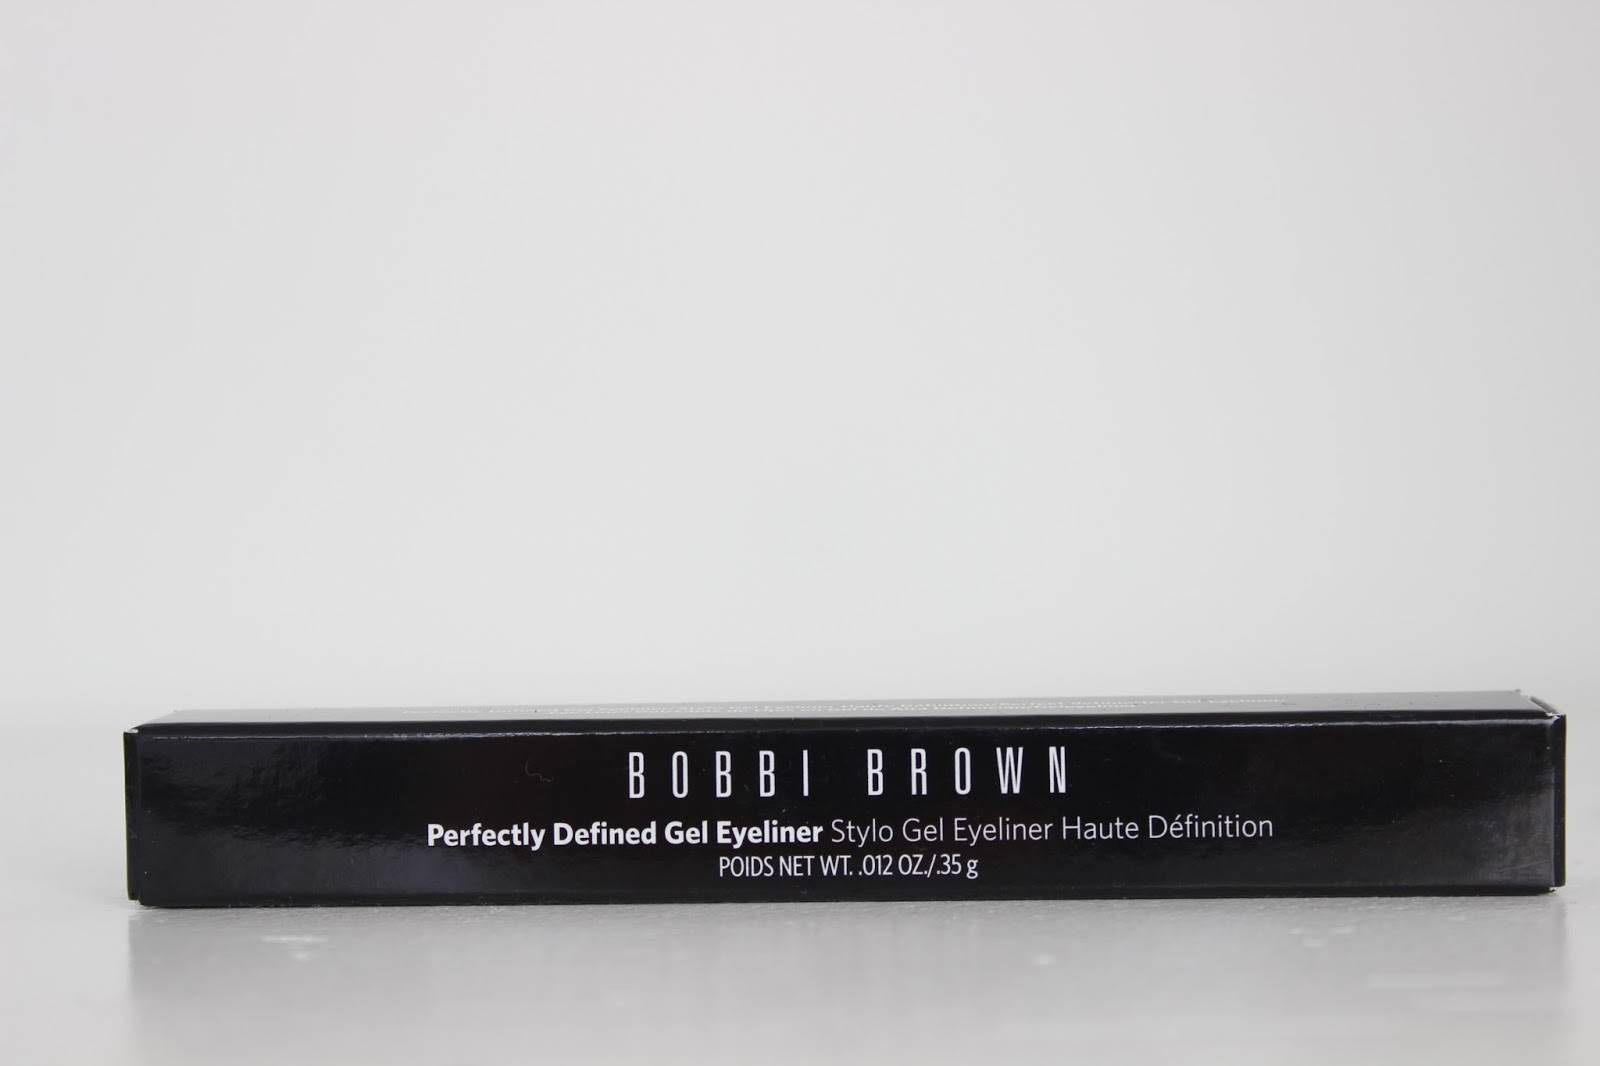 BOBBI BROWN
Perfectly Defined Gel Eyeliner Stylo Gel Eyeliner Haute Définition
POIDS NET WT. .012 OZ./.35 g